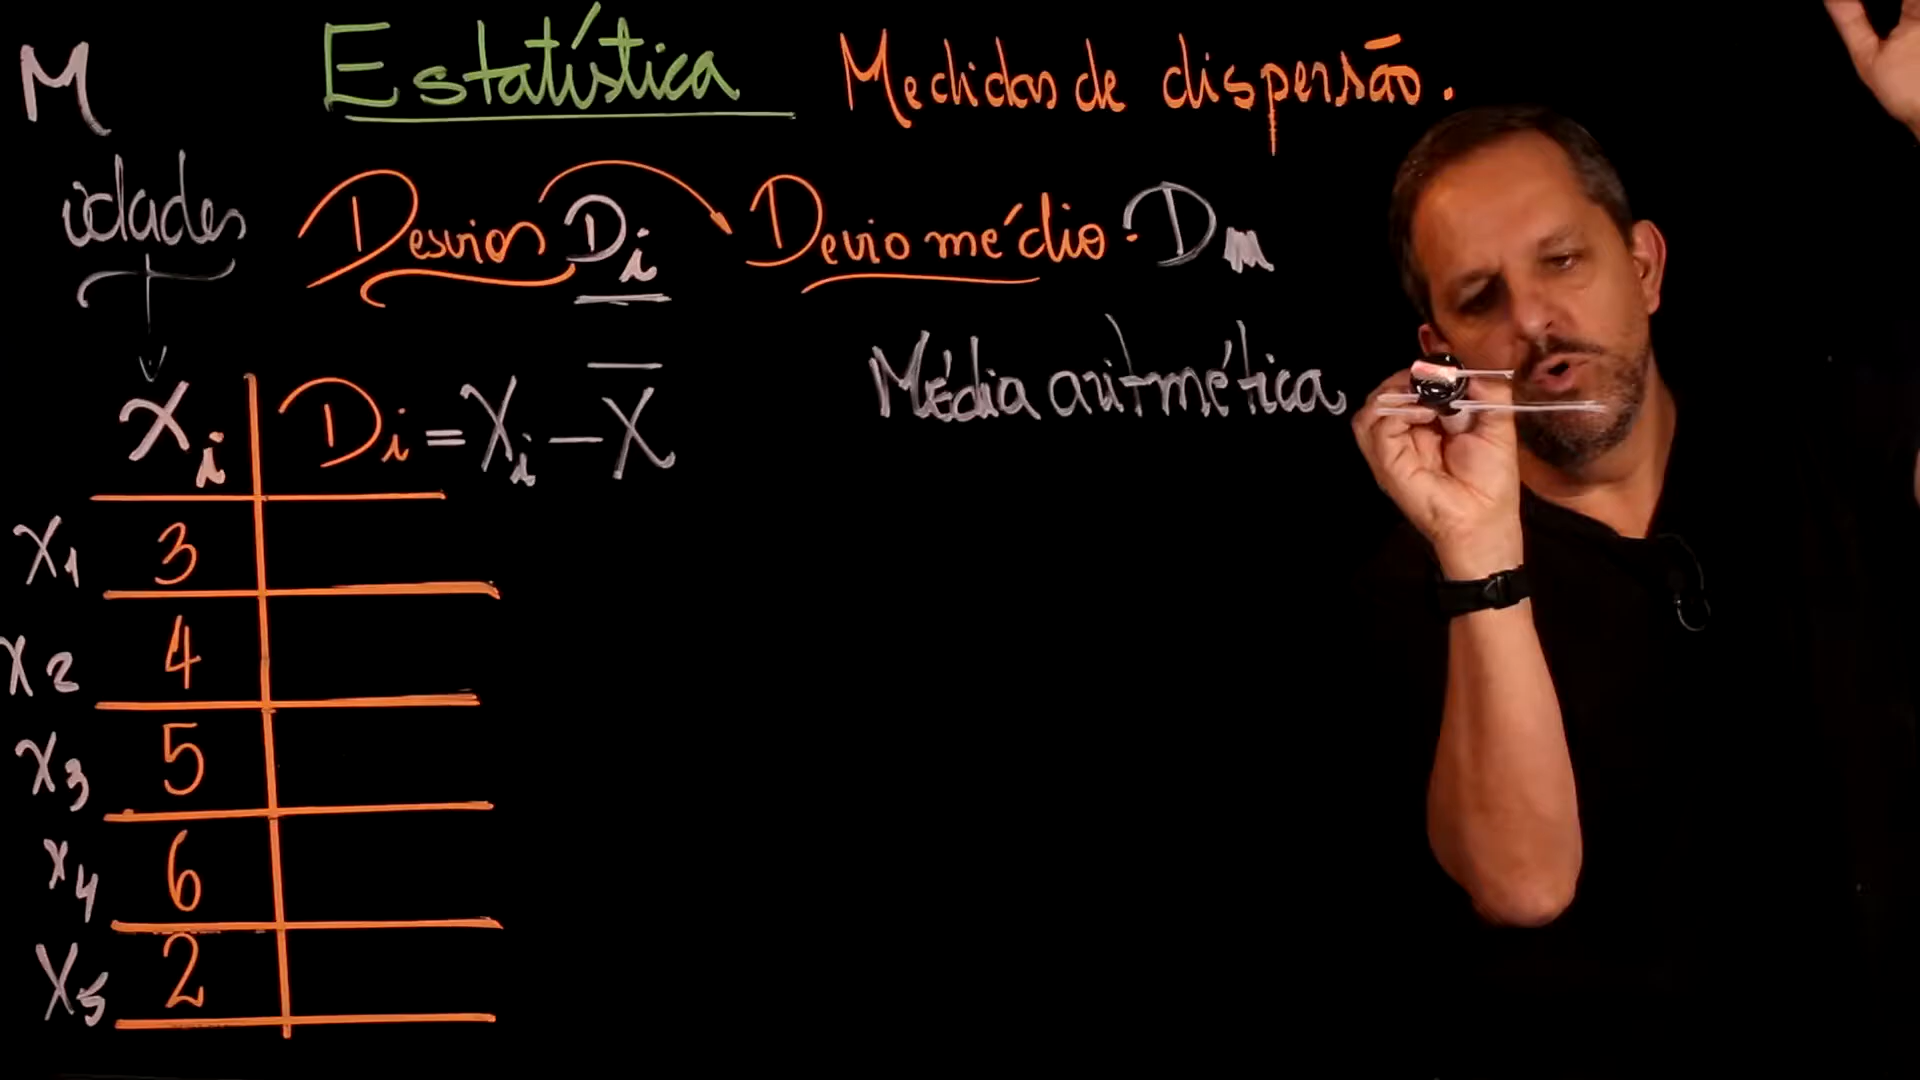 M
Estatística Medidas de dispersão.
idades Desvios Di Devio médio. Dm
Média aritmética
Xi Di = Xi − X̅
X1 3
X2 4
X3 5
X4 6
X5 2